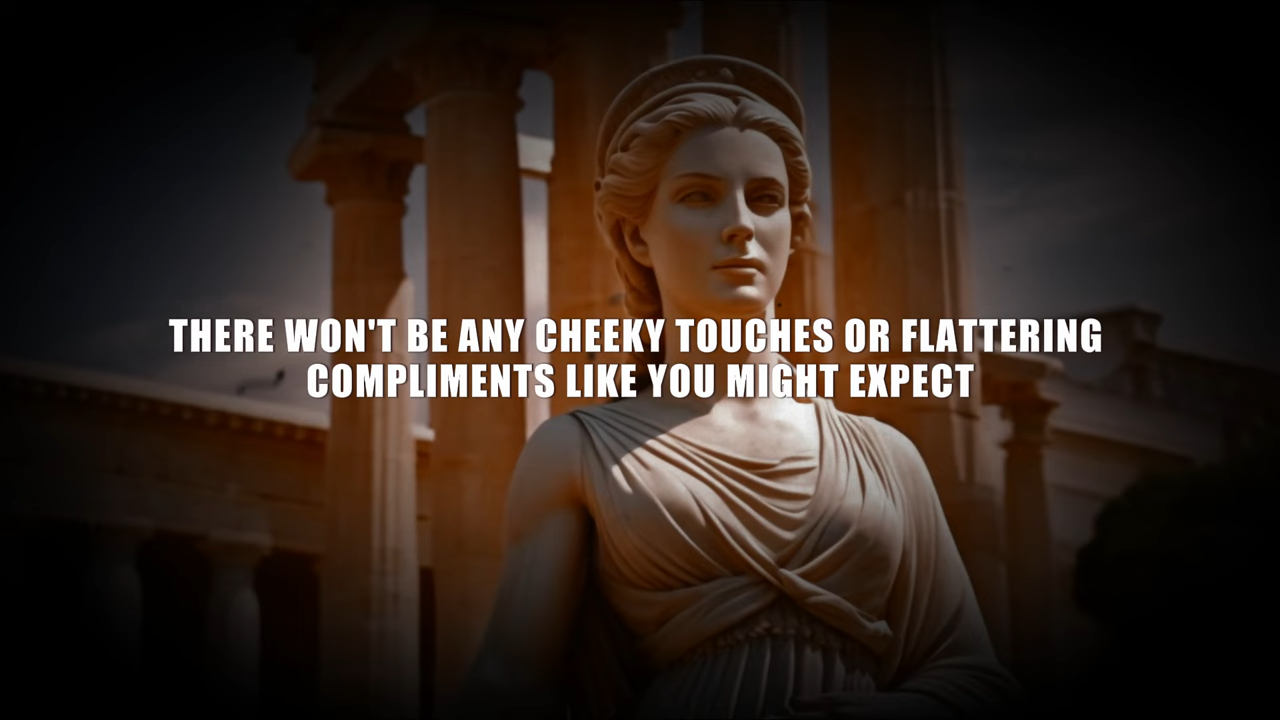 THERE WON'T BE ANY CHEEKY TOUCHES OR FLATTERING
COMPLIMENTS LIKE YOU MIGHT EXPECT